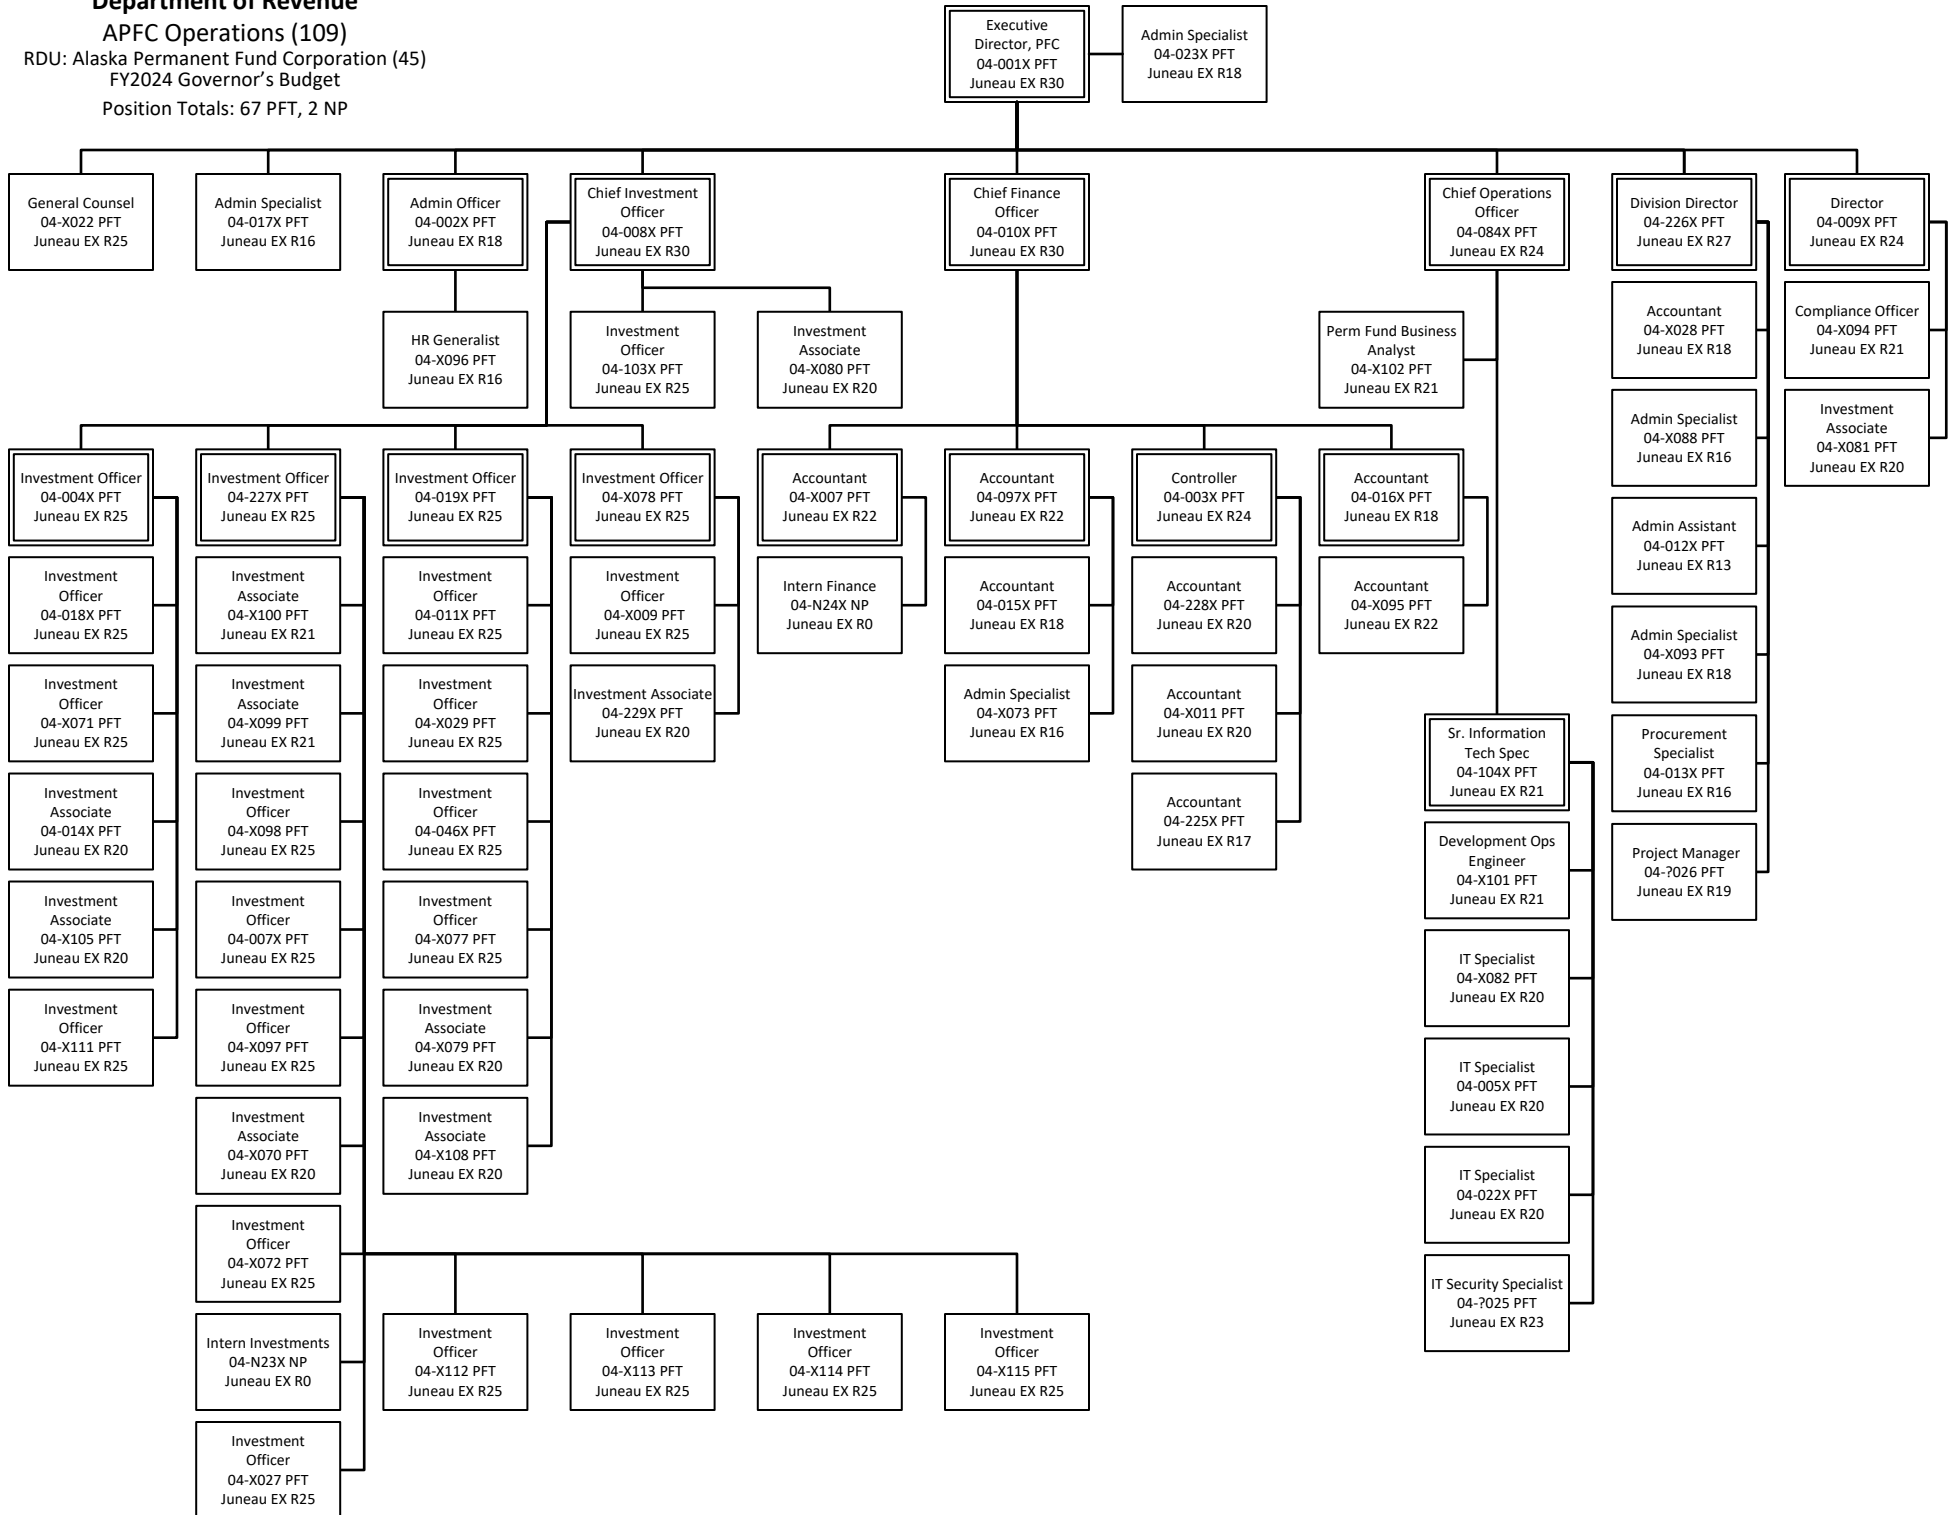 Department of Revenue
APFC Operations (109)
RDU: Alaska Permanent Fund Corporation (45)
FY2024 Governor's Budget
Position Totals: 67 PFT, 2 NP
Executive
Director, PFC
04-001X PFT
Juneau EX R30
Admin Specialist
04-023X PFT
Juneau EX R18
General Counsel
04-X022 PFT
Juneau EX R25
Admin Specialist
04-017X PFT
Juneau EX R16
Admin Officer
04-002X PFT
Juneau EX R18
Chief Investment
Officer
04-008X PFT
Juneau EX R30
Chief Finance
Officer
04-010X PFT
Juneau EX R30
Chief Operations
Officer
04-084X PFT
Juneau EX R24
Division Director
04-226X PFT
Juneau EX R27
Director
04-009X PFT
Juneau EX R24
HR Generalist
04-X096 PFT
Juneau EX R16
Investment
Officer
04-103X PFT
Juneau EX R25
Investment
Associate
04-X080 PFT
Juneau EX R20
Perm Fund Business
Analyst
04-X102 PFT
Juneau EX R21
Accountant
04-X028 PFT
Juneau EX R18
Compliance Officer
04-X094 PFT
Juneau EX R21
Admin Specialist
04-X088 PFT
Juneau EX R16
Investment
Associate
04-X081 PFT
Juneau EX R20
Admin Assistant
04-012X PFT
Juneau EX R13
Admin Specialist
04-X093 PFT
Juneau EX R18
Procurement
Specialist
04-013X PFT
Juneau EX R16
Project Manager
04-?026 PFT
Juneau EX R19
Investment Officer
04-004X PFT
Juneau EX R25
Investment Officer
04-227X PFT
Juneau EX R25
Investment Officer
04-019X PFT
Juneau EX R25
Investment Officer
04-X078 PFT
Juneau EX R25
Accountant
04-X007 PFT
Juneau EX R22
Accountant
04-097X PFT
Juneau EX R22
Controller
04-003X PFT
Juneau EX R24
Accountant
04-016X PFT
Juneau EX R18
Investment
Officer
04-018X PFT
Juneau EX R25
Investment
Associate
04-X100 PFT
Juneau EX R21
Investment
Officer
04-011X PFT
Juneau EX R25
Investment
Officer
04-X009 PFT
Juneau EX R25
Intern Finance
04-N24X NP
Juneau EX R0
Accountant
04-015X PFT
Juneau EX R18
Accountant
04-228X PFT
Juneau EX R20
Accountant
04-X095 PFT
Juneau EX R22
Investment
Officer
04-X071 PFT
Juneau EX R25
Investment
Associate
04-X099 PFT
Juneau EX R21
Investment
Officer
04-X029 PFT
Juneau EX R25
Investment Associate
04-229X PFT
Juneau EX R20
Admin Specialist
04-X073 PFT
Juneau EX R16
Accountant
04-X011 PFT
Juneau EX R20
Sr. Information
Tech Spec
04-104X PFT
Juneau EX R21
Investment
Associate
04-014X PFT
Juneau EX R20
Investment
Officer
04-X098 PFT
Juneau EX R25
Investment
Officer
04-046X PFT
Juneau EX R25
Accountant
04-225X PFT
Juneau EX R17
Development Ops
Engineer
04-X101 PFT
Juneau EX R21
Investment
Associate
04-X105 PFT
Juneau EX R20
Investment
Officer
04-007X PFT
Juneau EX R25
Investment
Officer
04-X077 PFT
Juneau EX R25
IT Specialist
04-X082 PFT
Juneau EX R20
Investment
Officer
04-X111 PFT
Juneau EX R25
Investment
Officer
04-X097 PFT
Juneau EX R25
Investment
Associate
04-X079 PFT
Juneau EX R20
IT Specialist
04-005X PFT
Juneau EX R20
Investment
Associate
04-X070 PFT
Juneau EX R20
Investment
Associate
04-X108 PFT
Juneau EX R20
IT Specialist
04-022X PFT
Juneau EX R20
Investment
Officer
04-X072 PFT
Juneau EX R25
IT Security Specialist
04-?025 PFT
Juneau EX R23
Intern Investments
04-N23X NP
Juneau EX R0
Investment
Officer
04-X112 PFT
Juneau EX R25
Investment
Officer
04-X113 PFT
Juneau EX R25
Investment
Officer
04-X114 PFT
Juneau EX R25
Investment
Officer
04-X115 PFT
Juneau EX R25
Investment
Officer
04-X027 PFT
Juneau EX R25